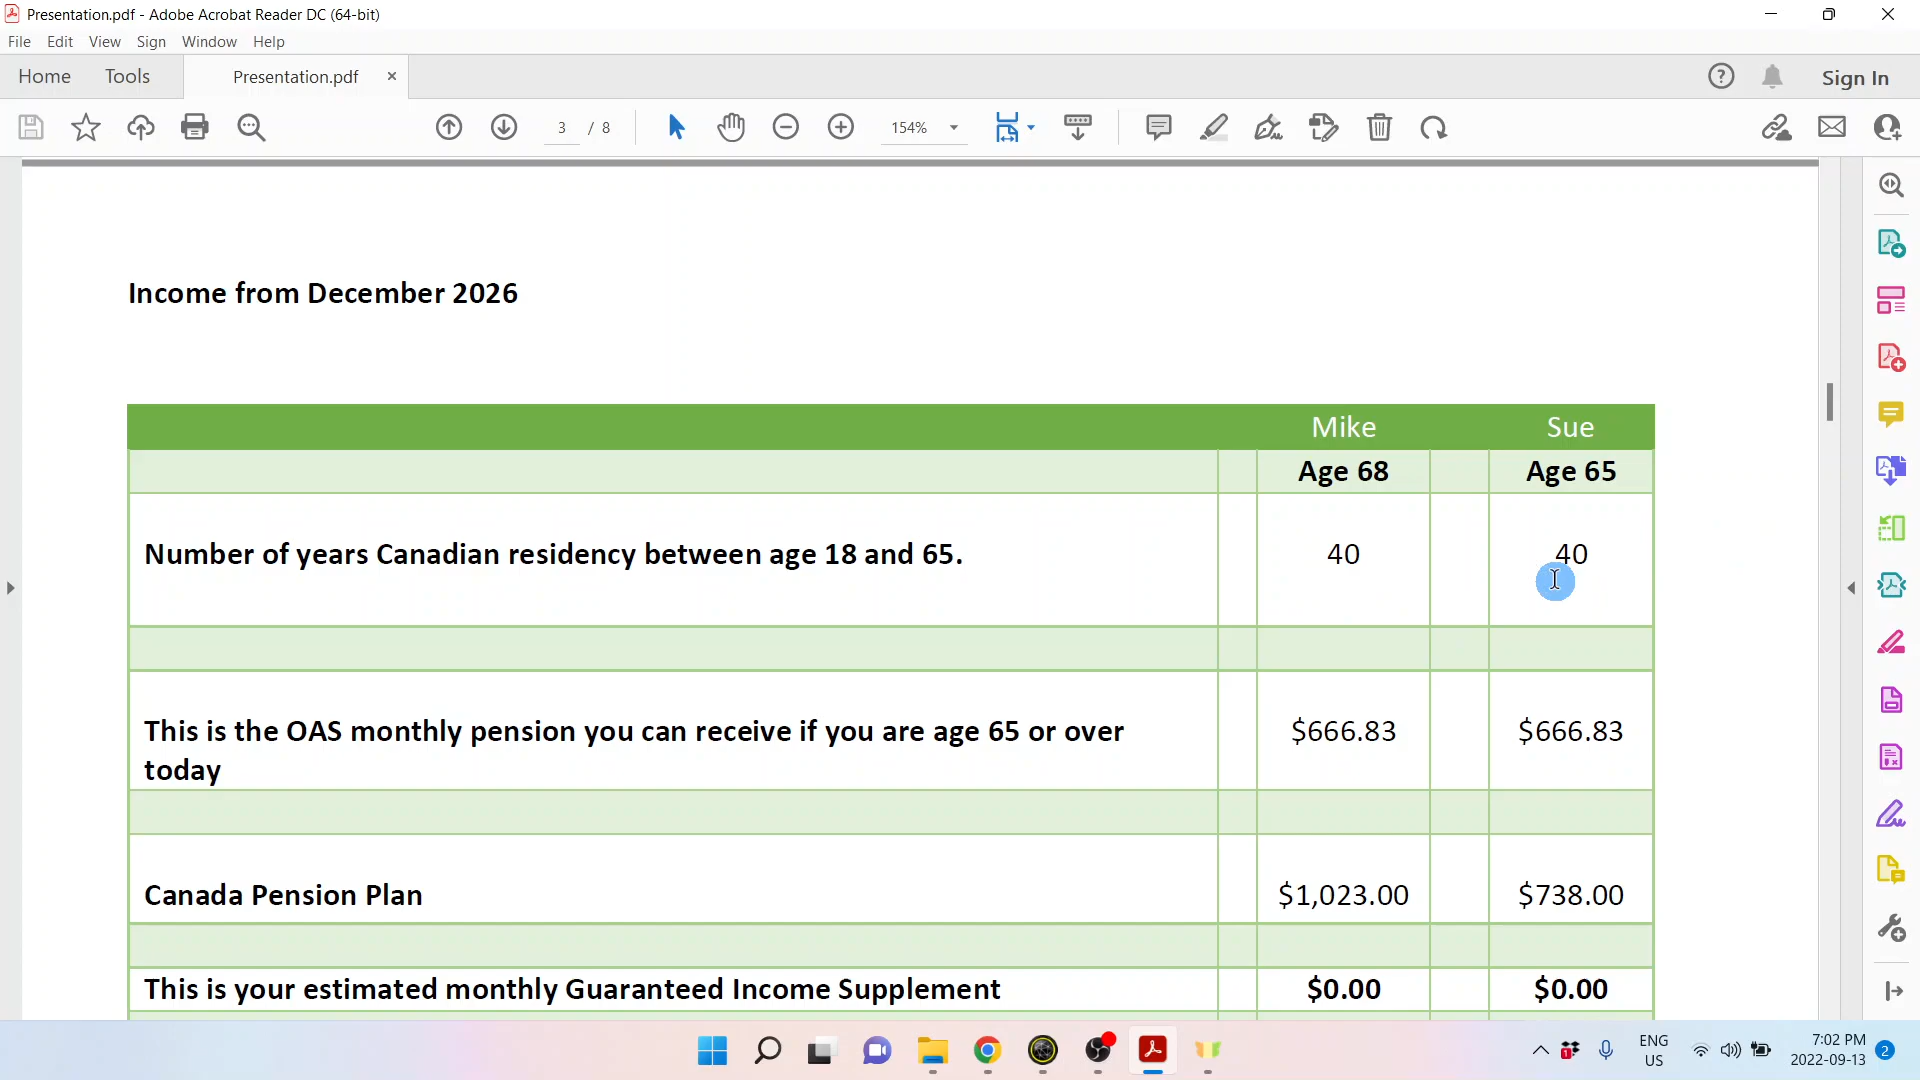 Presentation.pdf - Adobe Acrobat Reader DC (64-bit)
File Edit View Sign Window Help
Home Tools Presentation.pdf × Sign In
3 / 8 154%
Income from December 2026
Mike Sue
Age 68 Age 65
Number of years Canadian residency between age 18 and 65. 40 40
This is the OAS monthly pension you can receive if you are age 65 or over $666.83 $666.83
today
Canada Pension Plan $1,023.00 $738.00
This is your estimated monthly Guaranteed Income Supplement $0.00 $0.00
ENG 7:02 PM
US 2022-09-13 2
1